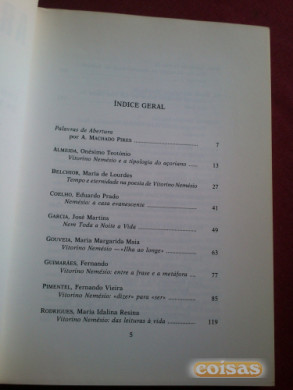 ÍNDICE GERAL
Palavras de Abertura
por A. MACHADO PIRES 7
ALMEIDA, Onésimo Teotónio
Vitorino Nemésio e a tipologia do açoriano 13
BELCHIOR, Maria de Lourdes
Tempo e eternidade na poesia de Vitorino Nemésio 27
COELHO, Eduardo Prado
Nemésio: a casa evanescente 41
GARCIA, José Martins
Nem Toda a Noite a Vida 49
GOUVEIA, Maria Margarida Maia
Vitorino Nemésio — «Ilha ao longe» 63
GUIMARÃES, Fernando
Vitorino Nemésio: entre a frase e a metáfora 77
PIMENTEL, Fernando Vieira
Vitorino Nemésio: «dizer» para «ser» 85
RODRIGUES, Maria Idalina Resina
Vitorino Nemésio: das leituras à vida 119
5
coisas